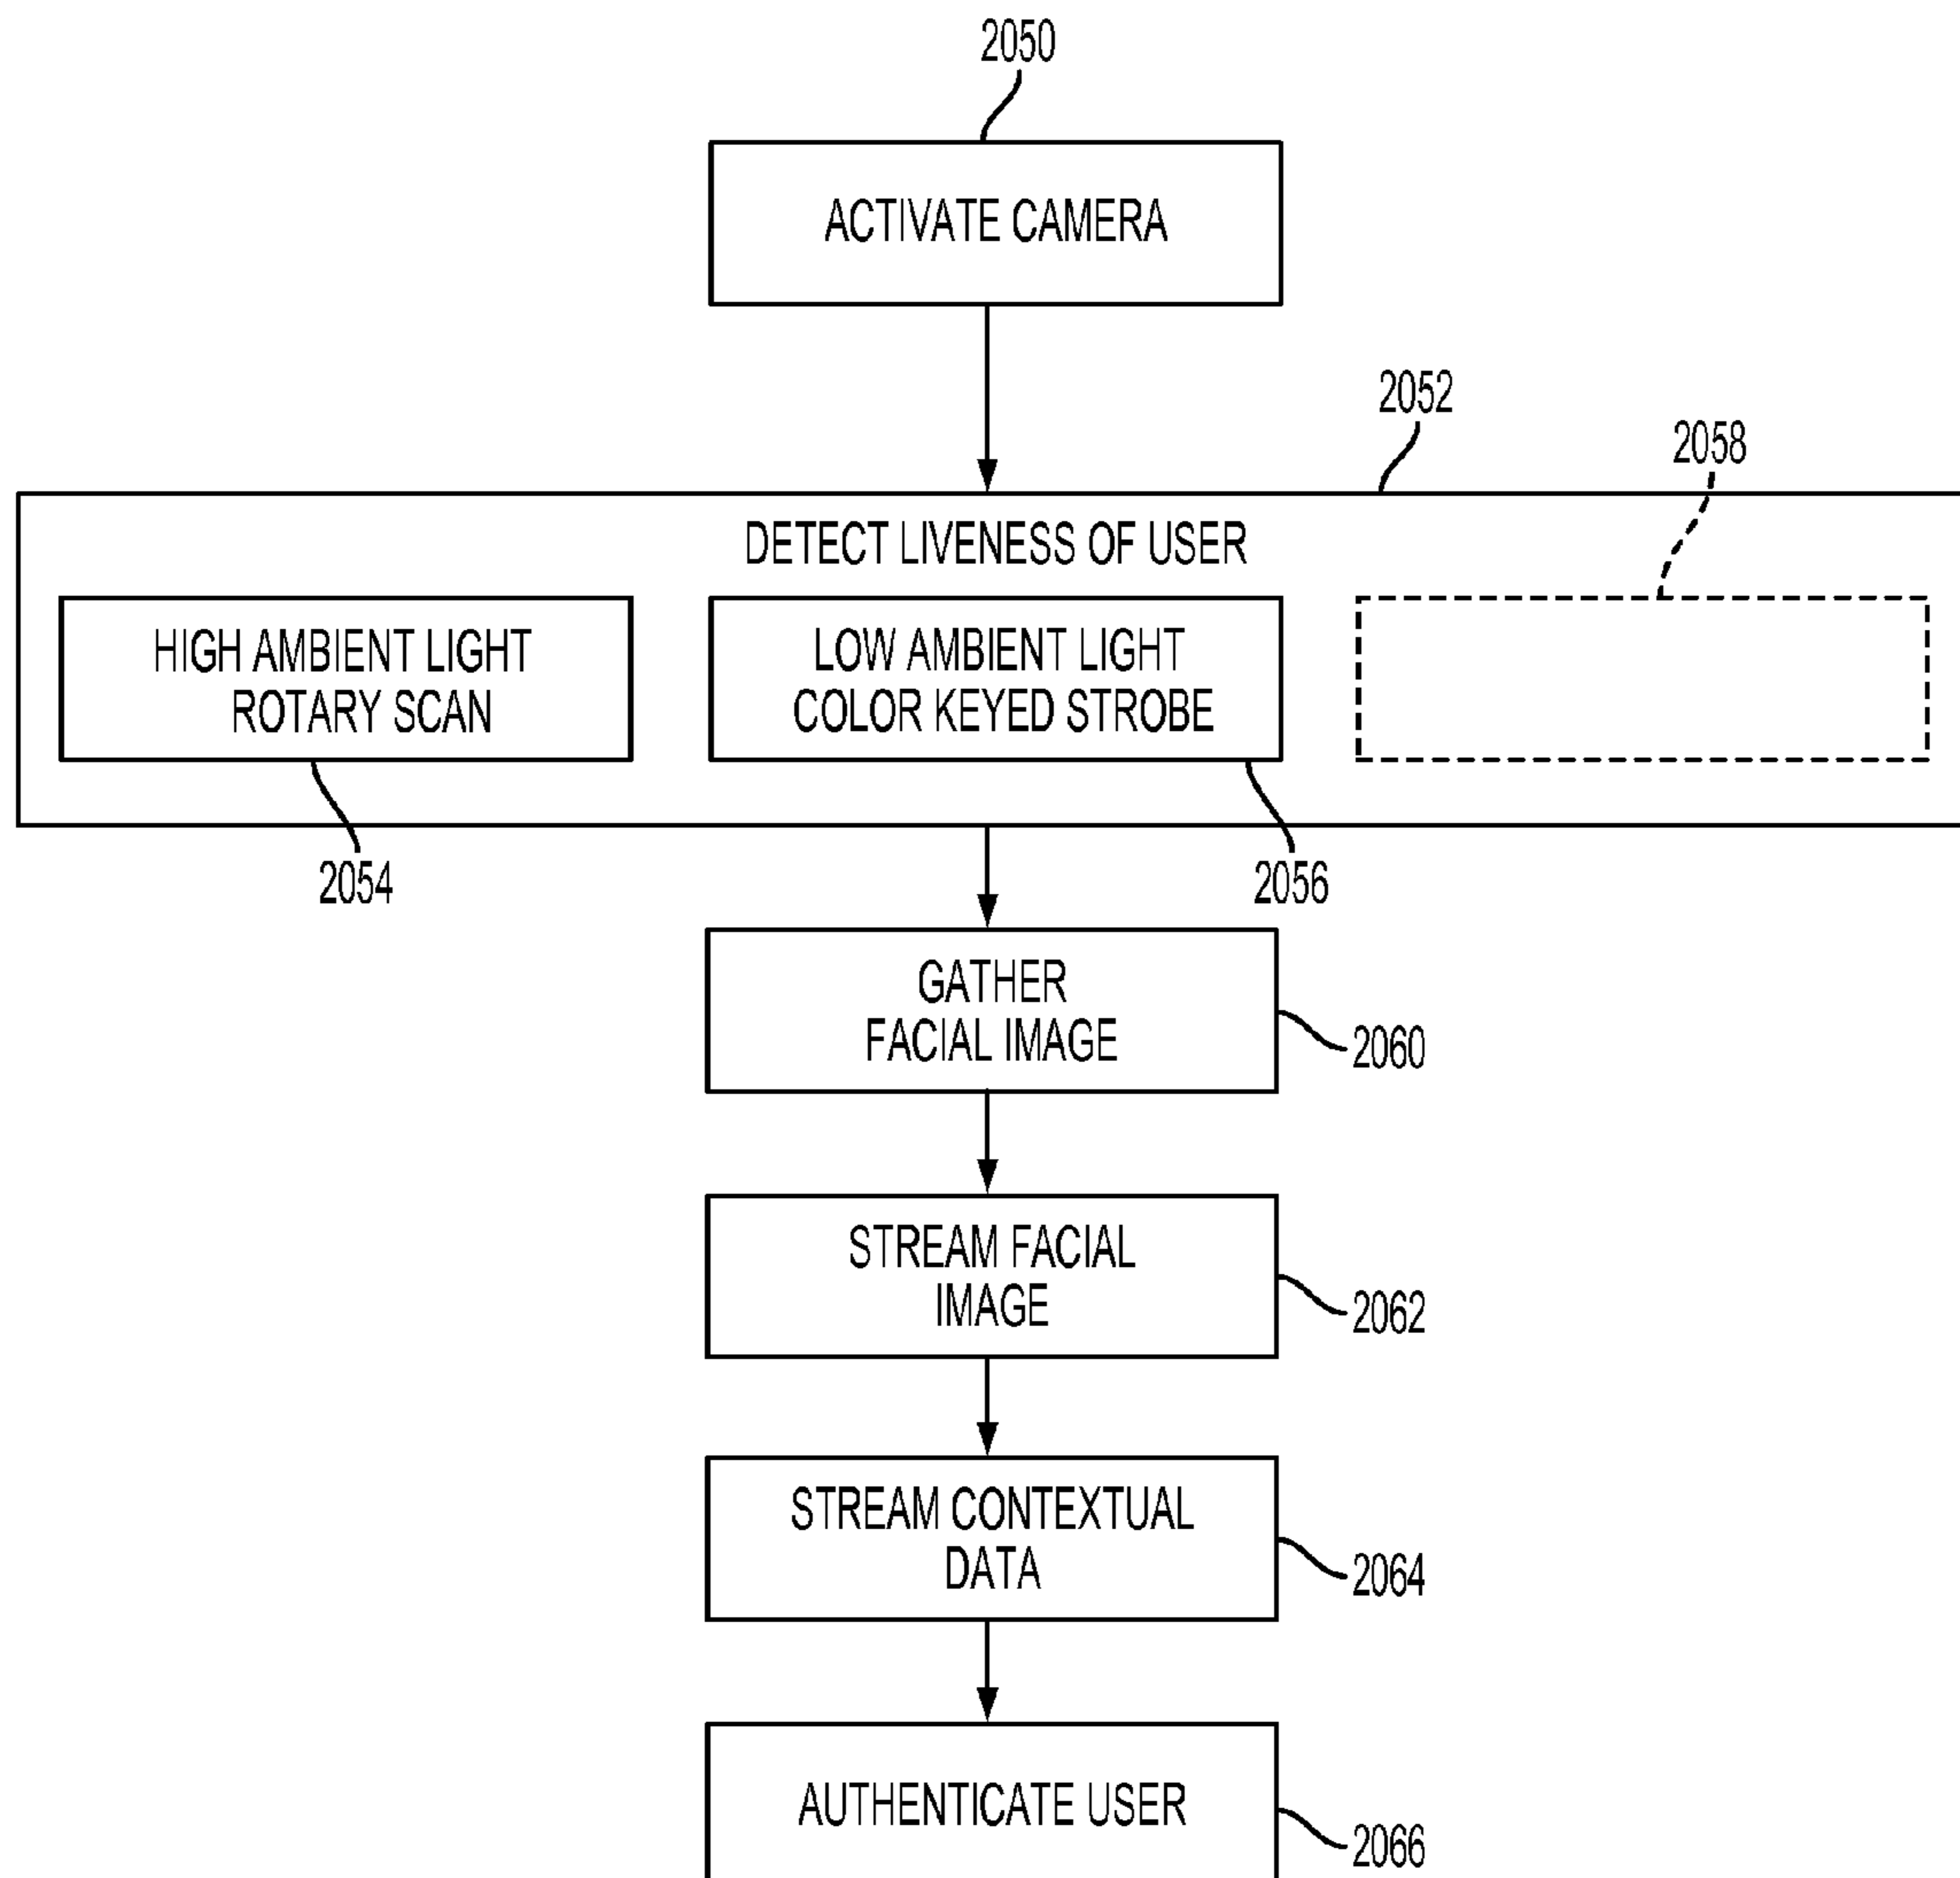 2050
ACTIVATE CAMERA
2052
2058
DETECT LIVENESS OF USER
HIGH AMBIENT LIGHT
ROTARY SCAN
LOW AMBIENT LIGHT
COLOR KEYED STROBE
2054
2056
GATHER
FACIAL IMAGE
2060
STREAM FACIAL
IMAGE
2062
STREAM CONTEXTUAL
DATA
2064
AUTHENTICATE USER
2066